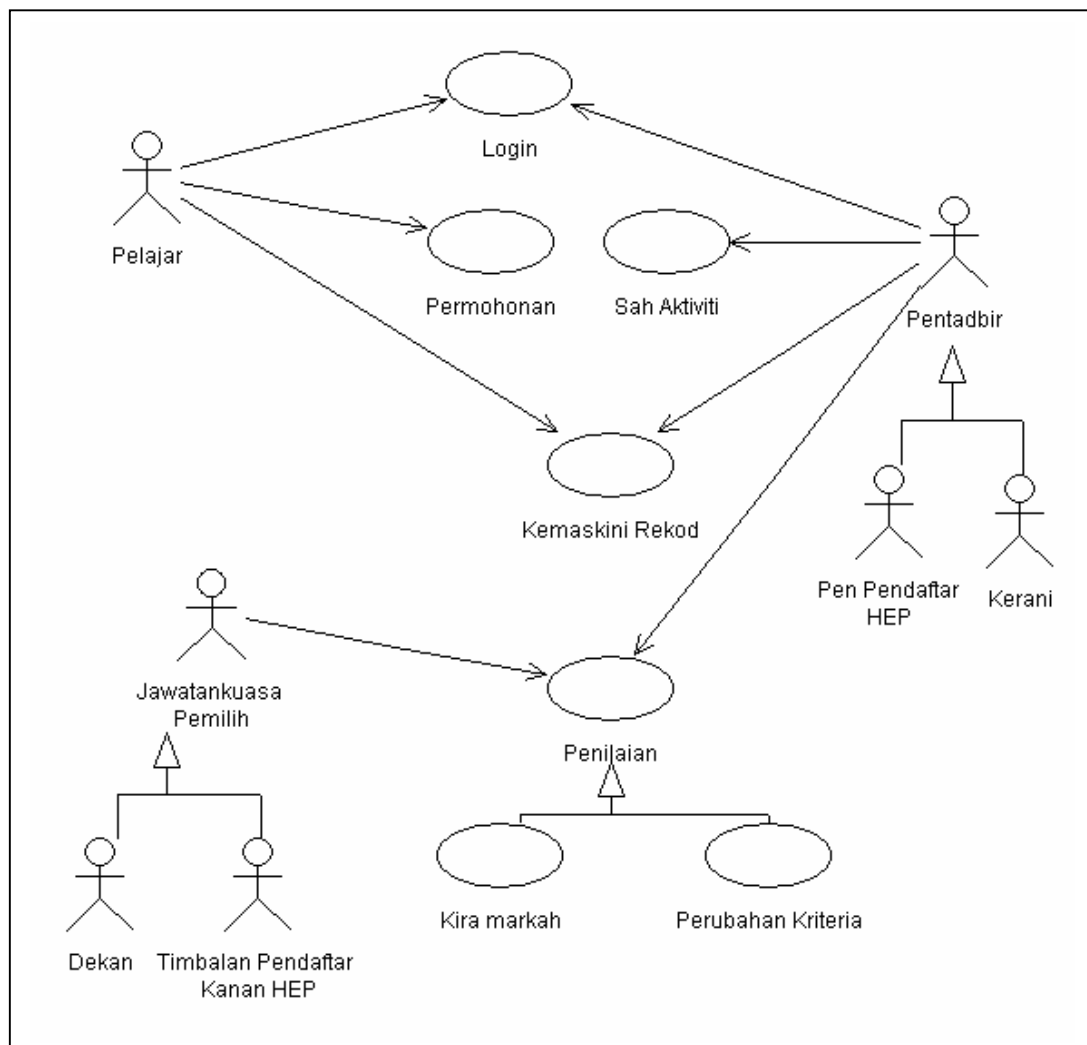 Login
Pelajar
Permohonan
Sah Aktiviti
Pentadbir
Kemaskini Rekod
Pen Pendaftar
HEP
Kerani
Jawatankuasa
Pemilih
Penilaian
Kira markah
Perubahan Kriteria
Dekan
Timbalan Pendaftar
Kanan HEP